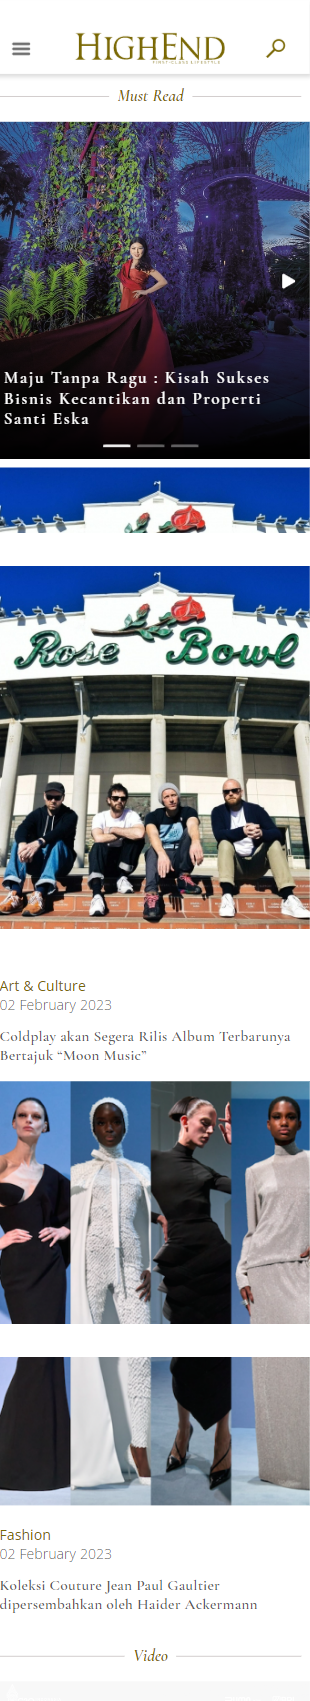 HIGHEND
FIRST-CLASS LIFESTYLE
Must Read
Maju Tanpa Ragu : Kisah Sukses
Bisnis Kecantikan dan Properti
Santi Eska
Rose Bowl
Art & Culture
02 February 2023
Coldplay akan Segera Rilis Album Terbarunya
Bertajuk “Moon Music”
Fashion
02 February 2023
Koleksi Couture Jean Paul Gaultier
dipersembahkan oleh Haider Ackermann
Video